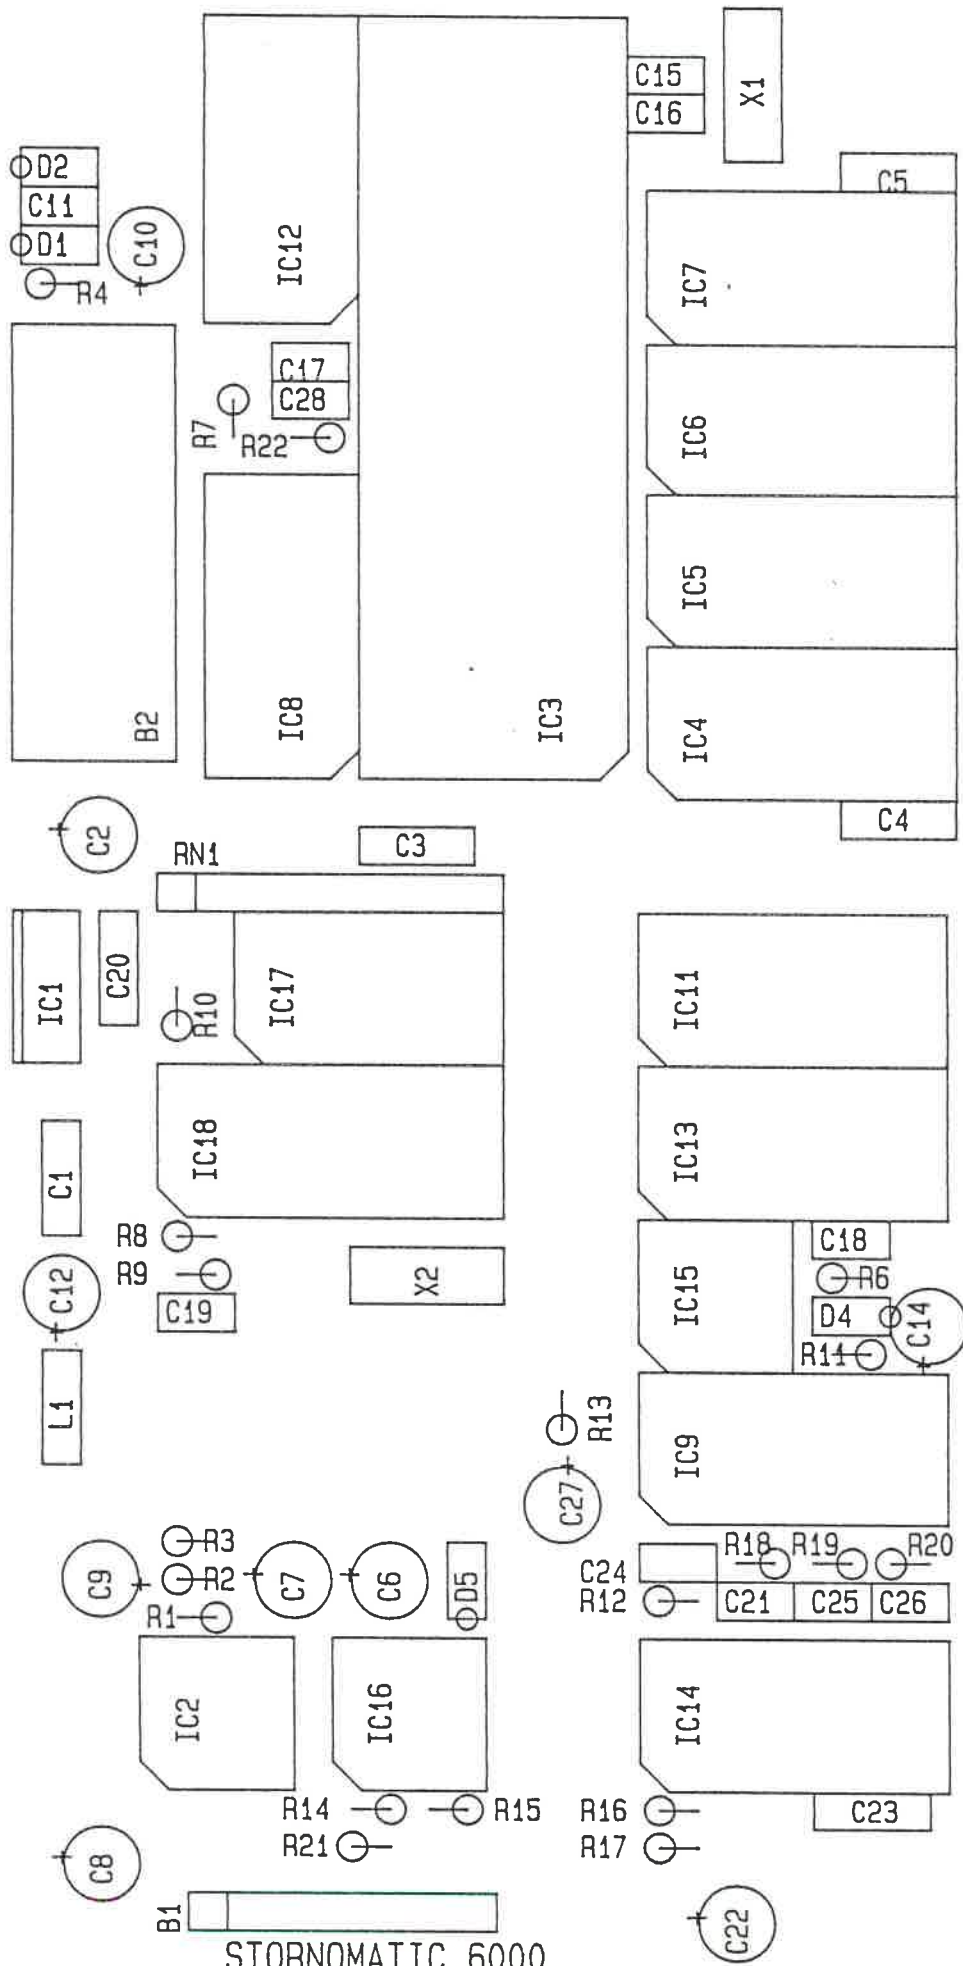 C15
X1
C16
D2
C5
C11
D1
C10
IC12
IC7
R4
C17
C28
R7
R22
IC6
IC5
B2
IC8
IC3
IC4
C2
C3
C4
RN1
IC1
C20
IC17
R10
IC11
C1
IC18
IC13
R8
C18
R9
X2
R6
C12
C19
IC15
D4
C14
R11
L1
R13
IC9
C27
R3
R18
R19
R20
C9
R2
C7
C6
D5
C24
R12
C21
C25
C26
R1
IC2
IC16
IC14
R14
R15
R16
C23
R21
R17
C8
B1
C22
STORNOMATIC 6000